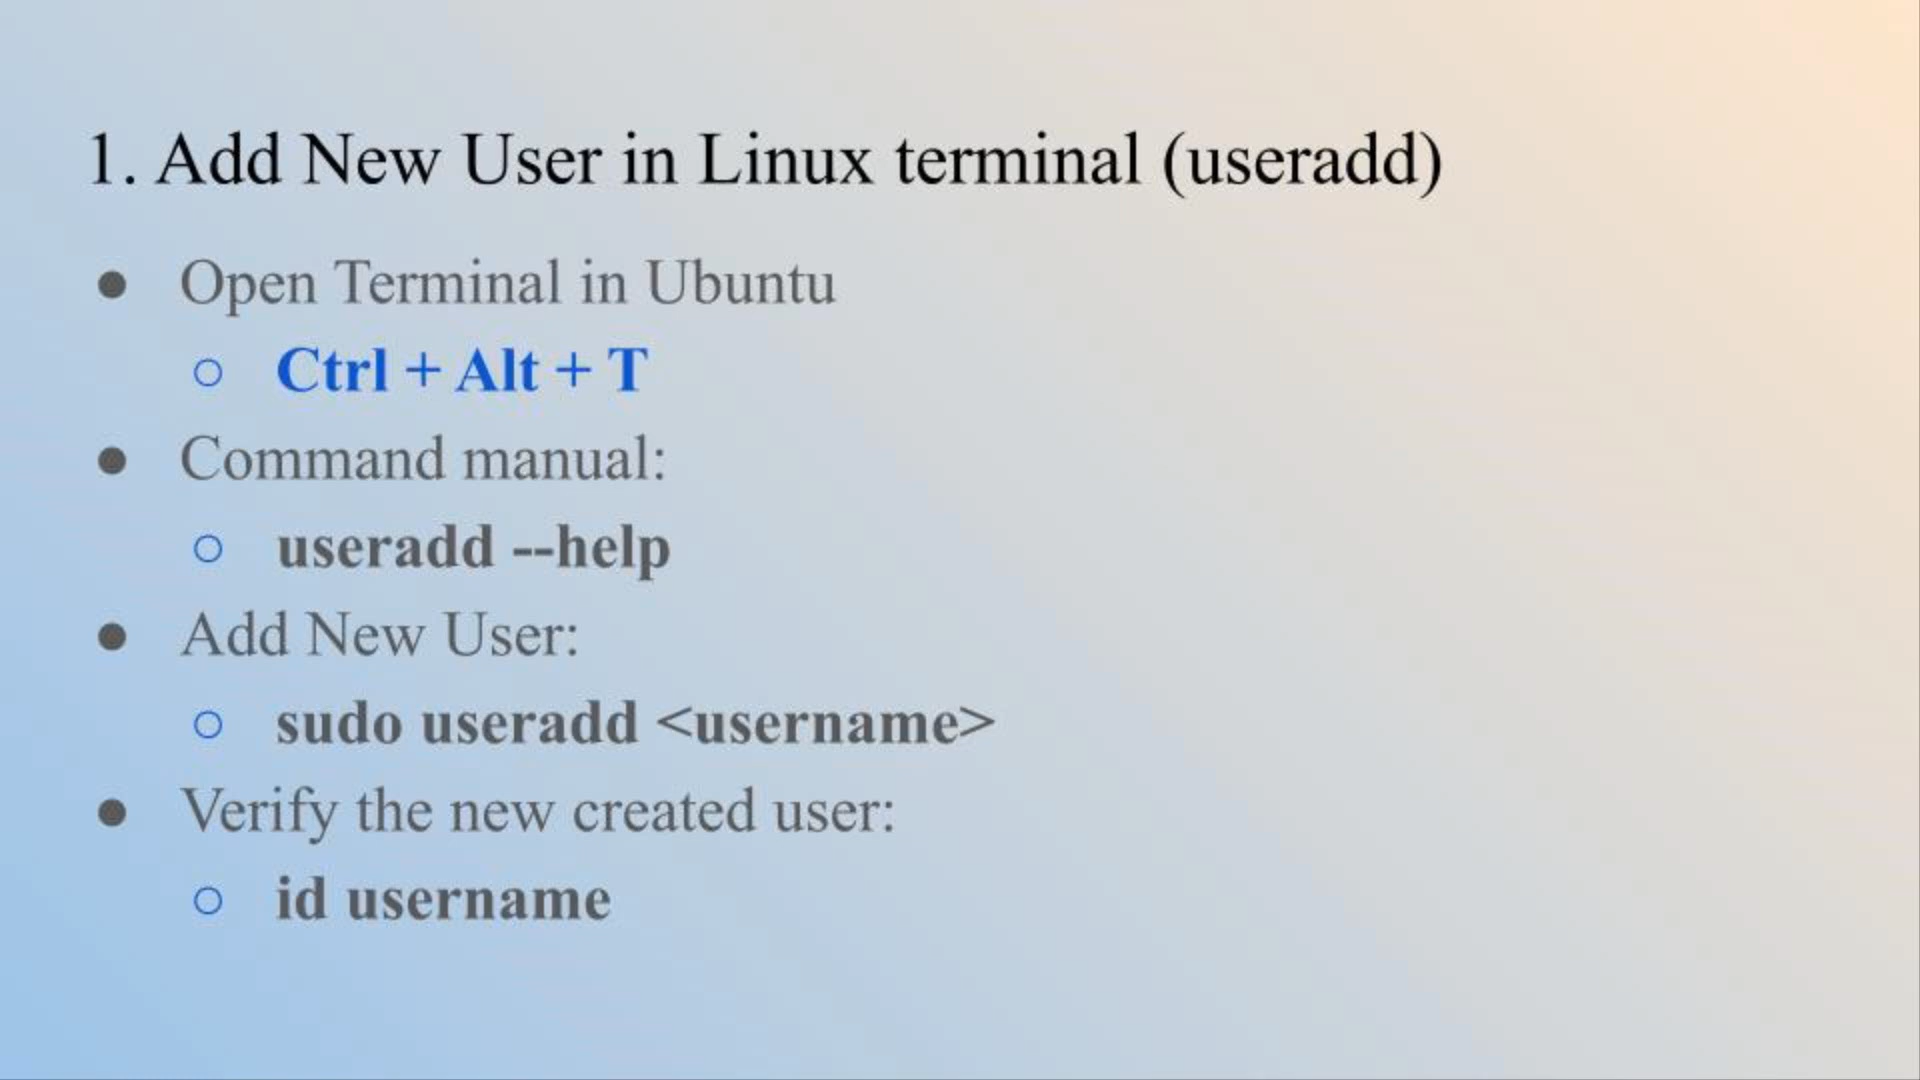 1. Add New User in Linux terminal (useradd)
● Open Terminal in Ubuntu
○ Ctrl + Alt + T
● Command manual:
○ useradd --help
● Add New User:
○ sudo useradd <username>
● Verify the new created user:
○ id username